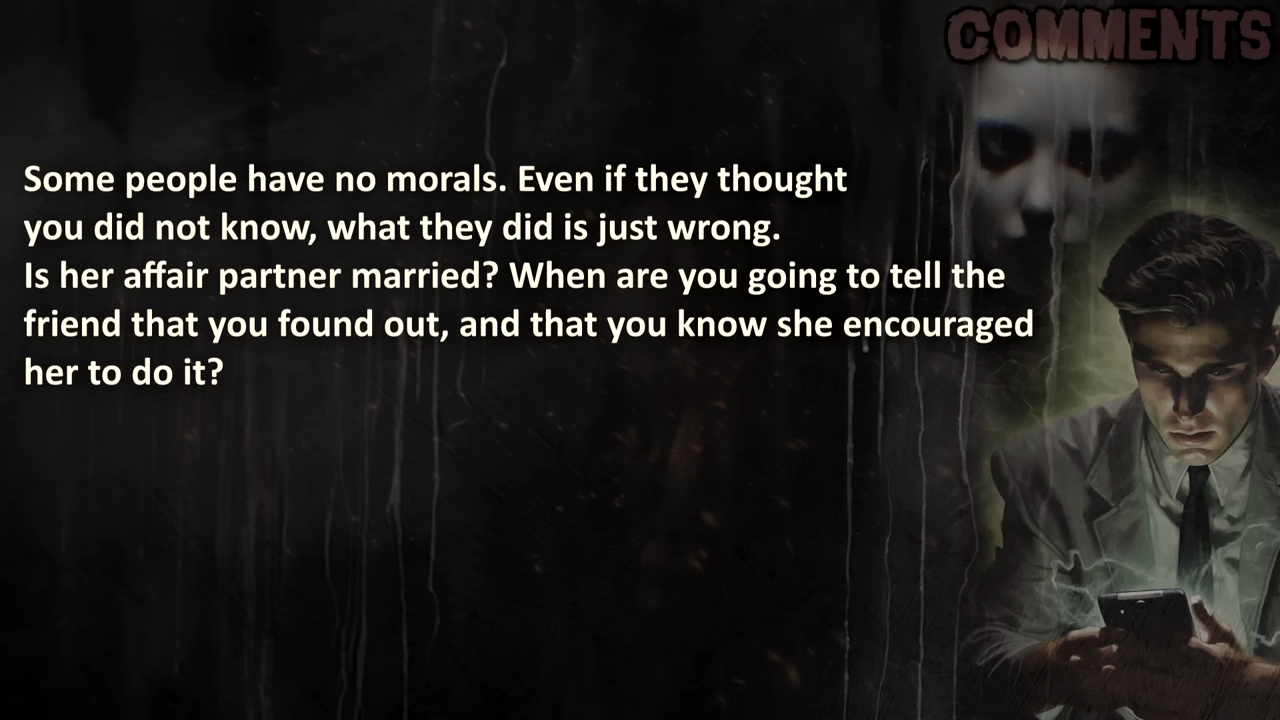 COMMENTS
Some people have no morals. Even if they thought
you did not know, what they did is just wrong.
Is her affair partner married? When are you going to tell the
friend that you found out, and that you know she encouraged
her to do it?